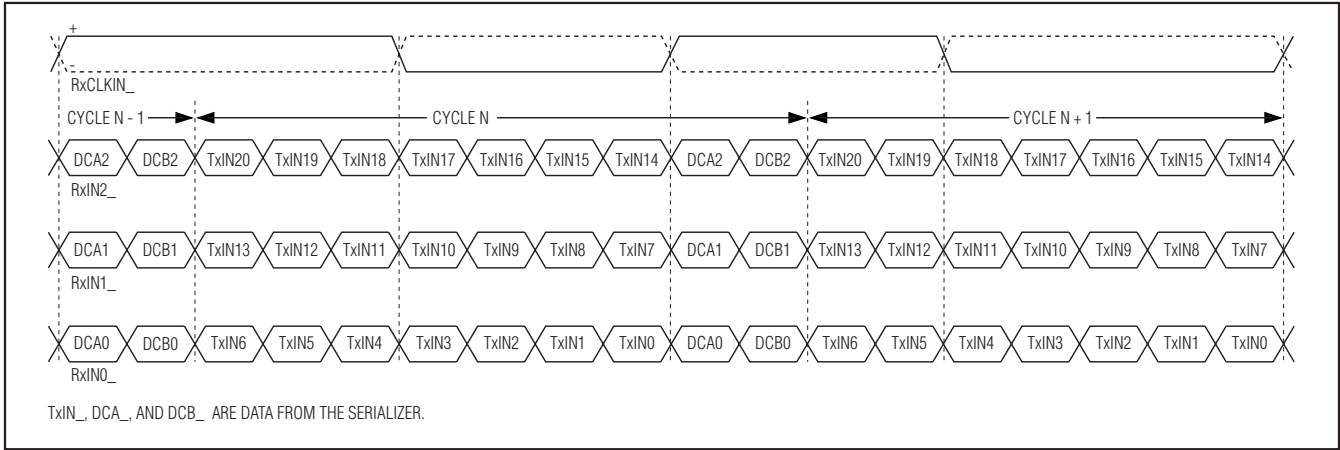 +
-
RxCLKIN_
CYCLE N - 1 CYCLE N CYCLE N + 1
DCA2 DCB2 TxIN20 TxIN19 TxIN18 TxIN17 TxIN16 TxIN15 TxIN14 DCA2 DCB2 TxIN20 TxIN19 TxIN18 TxIN17 TxIN16 TxIN15 TxIN14
RxIN2_
DCA1 DCB1 TxIN13 TxIN12 TxIN11 TxIN10 TxIN9 TxIN8 TxIN7 DCA1 DCB1 TxIN13 TxIN12 TxIN11 TxIN10 TxIN9 TxIN8 TxIN7
RxIN1_
DCA0 DCB0 TxIN6 TxIN5 TxIN4 TxIN3 TxIN2 TxIN1 TxIN0 DCA0 DCB0 TxIN6 TxIN5 TxIN4 TxIN3 TxIN2 TxIN1 TxIN0
RxIN0_
TxIN_, DCA_, AND DCB_ ARE DATA FROM THE SERIALIZER.